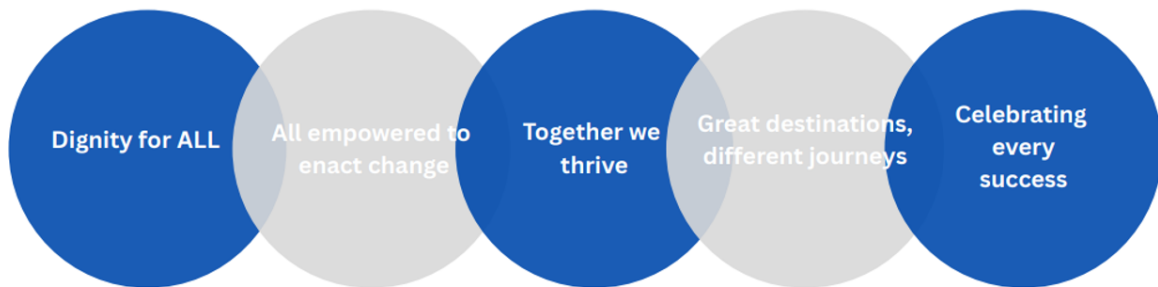 Dignity for ALL
All empowered to
enact change
Together we
thrive
Great destinations,
different journeys
Celebrating
every
success